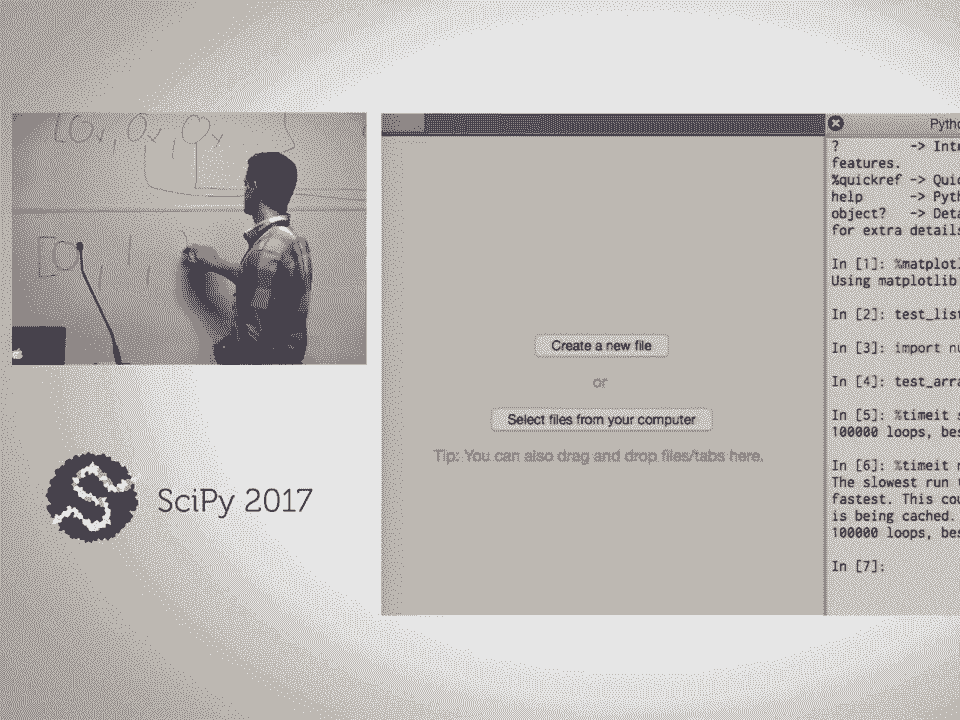 SciPy 2017
Create a new file
or
Select files from your computer
Tip: You can also drag and drop files/tabs here.
Pytho
? -> Inte
features.
%quickref -> Quic
help -> Pyth
object? -> Deta
for extra details
In [1]: %matplotl
Using matplotlib
In [2]: test_list
In [3]: import nu
In [4]: test_arra
In [5]: %timeit s
100000 loops, bes
In [6]: %timeit n
The slowest run t
fastest. This cou
is being cached.
100000 loops, bes
In [7]: